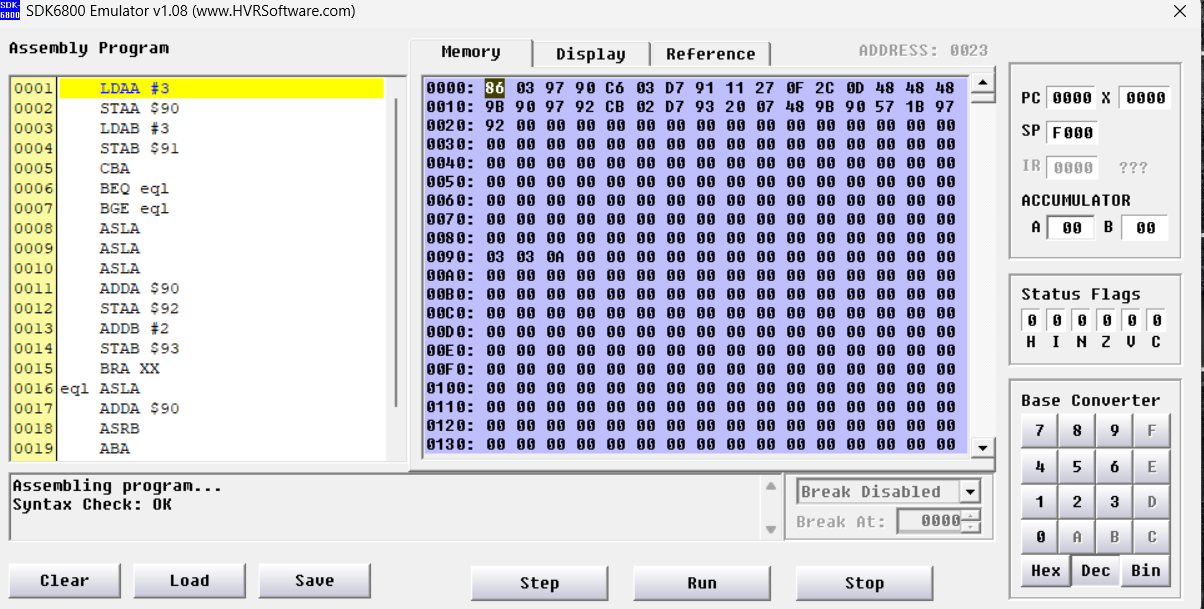 SDK-6800 SDK6800 Emulator v1.08 (www.HVRSoftware.com)
Assembly Program
0001 LDAA #3
0002 STAA $90
0003 LDAB #3
0004 STAB $91
0005 CBA
0006 BEQ eql
0007 BGE eql
0008 ASLA
0009 ASLA
0010 ASLA
0011 ADDA $90
0012 STAA $92
0013 ADDB #2
0014 STAB $93
0015 BRA XX
0016 eql ASLA
0017 ADDA $90
0018 ASRB
0019 ABA
Memory Display Reference ADDRESS: 0023
0000: 86 03 97 90 C6 03 D7 91 11 27 0F 2C 0D 48 48 48
0010: 9B 90 97 92 CB 02 D7 93 20 07 48 9B 90 57 1B 97
0020: 92 00 00 00 00 00 00 00 00 00 00 00 00 00 00 00
0030: 00 00 00 00 00 00 00 00 00 00 00 00 00 00 00 00
0040: 00 00 00 00 00 00 00 00 00 00 00 00 00 00 00 00
0050: 00 00 00 00 00 00 00 00 00 00 00 00 00 00 00 00
0060: 00 00 00 00 00 00 00 00 00 00 00 00 00 00 00 00
0070: 00 00 00 00 00 00 00 00 00 00 00 00 00 00 00 00
0080: 00 00 00 00 00 00 00 00 00 00 00 00 00 00 00 00
0090: 03 03 0A 00 00 00 00 00 00 00 00 00 00 00 00 00
00A0: 00 00 00 00 00 00 00 00 00 00 00 00 00 00 00 00
00B0: 00 00 00 00 00 00 00 00 00 00 00 00 00 00 00 00
00C0: 00 00 00 00 00 00 00 00 00 00 00 00 00 00 00 00
00D0: 00 00 00 00 00 00 00 00 00 00 00 00 00 00 00 00
00E0: 00 00 00 00 00 00 00 00 00 00 00 00 00 00 00 00
00F0: 00 00 00 00 00 00 00 00 00 00 00 00 00 00 00 00
0100: 00 00 00 00 00 00 00 00 00 00 00 00 00 00 00 00
0110: 00 00 00 00 00 00 00 00 00 00 00 00 00 00 00 00
0120: 00 00 00 00 00 00 00 00 00 00 00 00 00 00 00 00
0130: 00 00 00 00 00 00 00 00 00 00 00 00 00 00 00 00
PC 0000 X 0000
SP F000
IR 0000 ???
ACCUMULATOR
A 00 B 00
Status Flags
0 0 0 0 0 0
H I N Z V C
Base Converter
7 8 9 F
4 5 6 E
1 2 3 D
0 A B C
Hex Dec Bin
Assembling program...
Syntax Check: OK
Break Disabled
Break At: 0000
Clear Load Save Step Run Stop